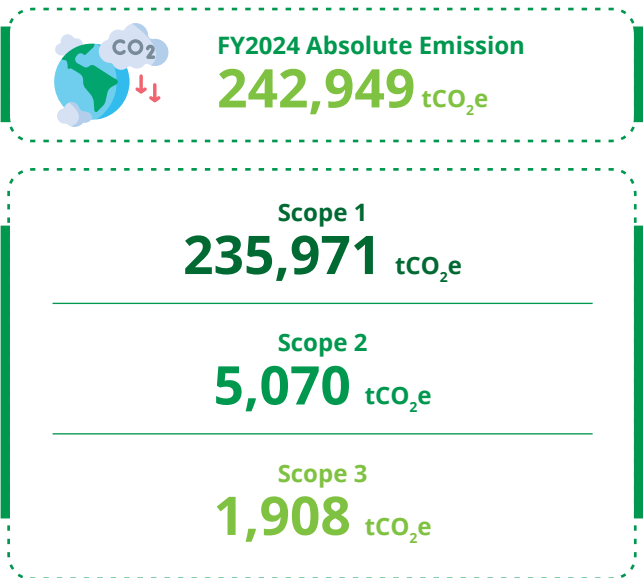 CO2
FY2024 Absolute Emission
242,949 tCO₂e
Scope 1
235,971 tCO₂e
Scope 2
5,070 tCO₂e
Scope 3
1,908 tCO₂e